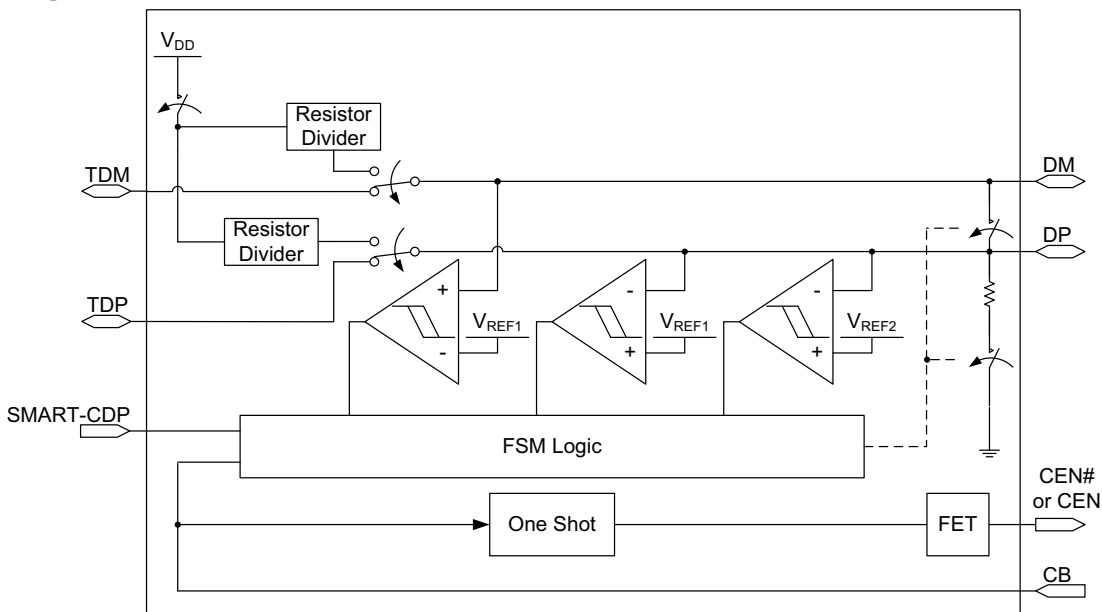 VDD
Resistor
Divider
TDM
DM
Resistor
Divider
DP
TDP
+
-
VREF1
-
+
VREF1
-
+
VREF2
SMART-CDP
FSM Logic
CEN#
or CEN
One Shot
FET
CB